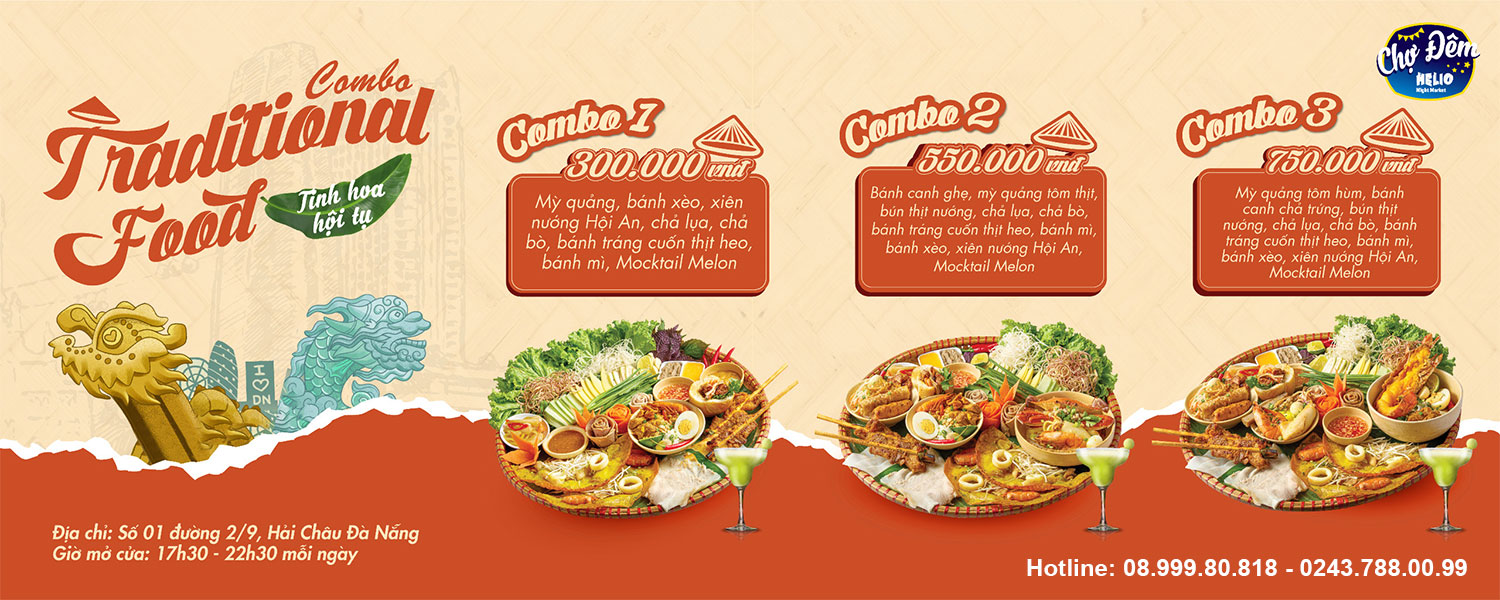 Combo
Traditional
Food
Tinh hoa
hội tụ
I
DN
Địa chỉ: Số 01 đường 2/9, Hải Châu Đà Nẵng
Giờ mở cửa: 17h30 - 22h30 mỗi ngày
Combo 1
300.000 vnđ
Mỳ quảng, bánh xèo, xiên
nướng Hội An, chả lụa, chả
bò, bánh tráng cuốn thịt heo,
bánh mì, Mocktail Melon
Combo 2
550.000 vnđ
Bánh canh ghẹ, mỳ quảng tôm thịt,
bún thịt nướng, chả lụa, chả bò,
bánh tráng cuốn thịt heo, bánh mì,
bánh xèo, xiên nướng Hội An,
Mocktail Melon
Combo 3
750.000 vnđ
Mỳ quảng tôm hùm, bánh
canh chả trứng, bún thịt
nướng, chả lụa, chả bò, bánh
tráng cuốn thịt heo, bánh mì,
bánh xèo, xiên nướng Hội An,
Mocktail Melon
Chợ Đêm
HELIO
Night Market
Hotline: 08.999.80.818 - 0243.788.00.99